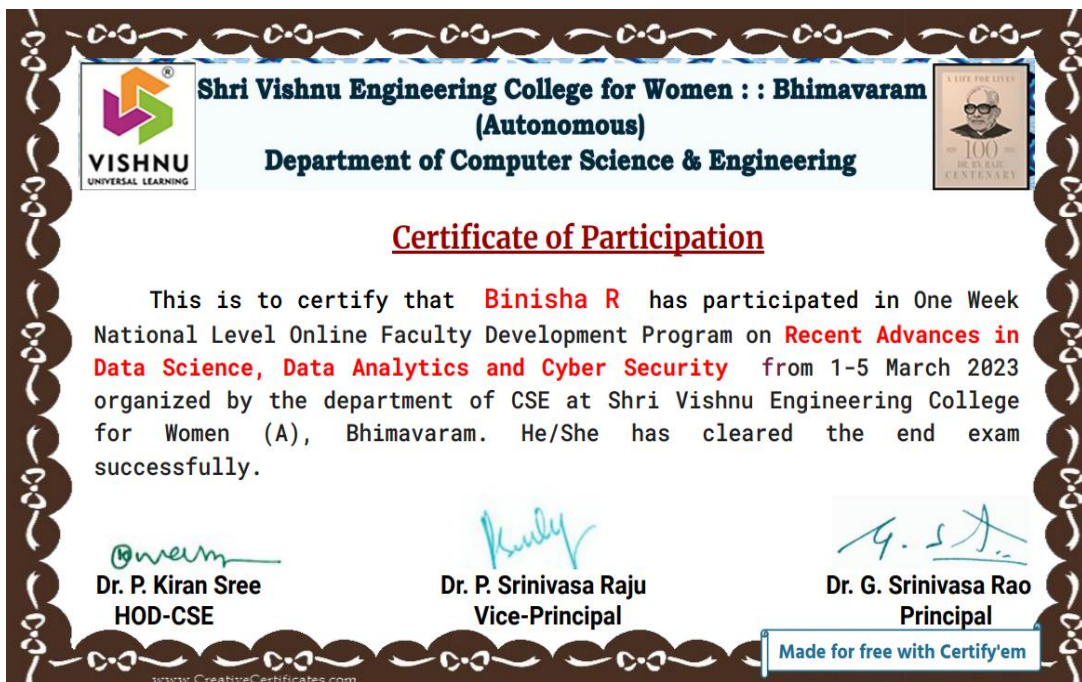 Shri Vishnu Engineering College for Women : : Bhimavaram
(Autonomous)
Department of Computer Science & Engineering
®
VISHNU
UNIVERSAL LEARNING
A LIFE FOR LIVES
100
DR. B.V. RAJU
CENTENARY
Certificate of Participation
This is to certify that Binisha R has participated in One Week
National Level Online Faculty Development Program on Recent Advances in
Data Science, Data Analytics and Cyber Security from 1-5 March 2023
organized by the department of CSE at Shri Vishnu Engineering College
for Women (A), Bhimavaram. He/She has cleared the end exam
successfully.
Dr. P. Kiran Sree
HOD-CSE
Dr. P. Srinivasa Raju
Vice-Principal
G. S
Dr. G. Srinivasa Rao
Principal
Made for free with Certify'em
www.CreativeCertificates.com